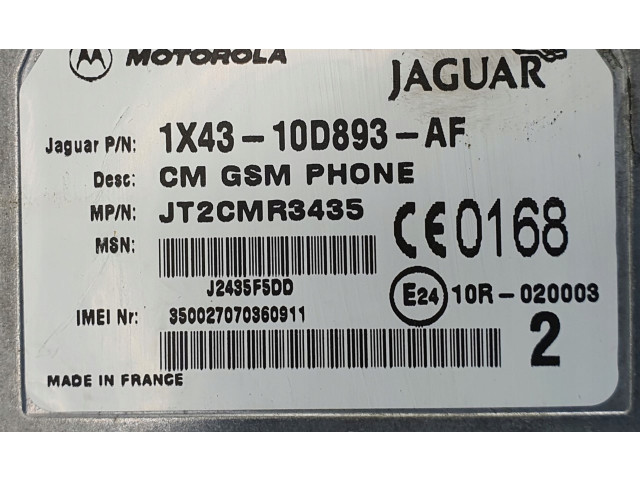 MOTOROLA
JAGUAR
Jaguar P/N: 1X43-10D893-AF
Desc: CM GSM PHONE
MP/N: JT2CMR3435
CE0168
MSN:
J2435F5DD
E24 10R-020003
IMEI Nr: 350027070360911
2
MADE IN FRANCE